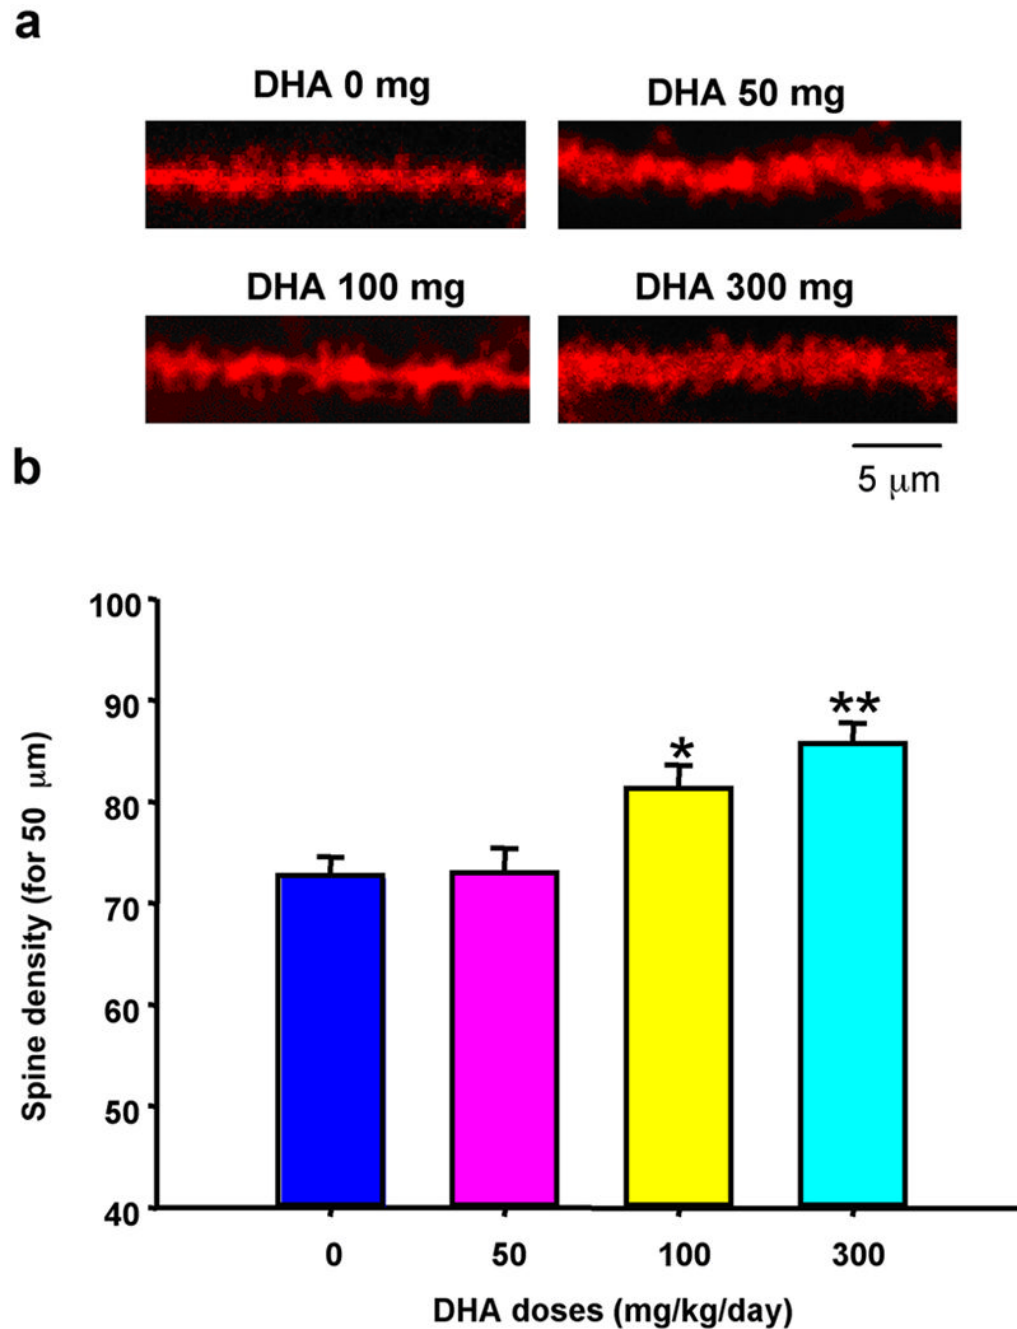 a
DHA 0 mg
DHA 50 mg
DHA 100 mg
DHA 300 mg
5 μm
b
100
90
80
70
60
50
40
Spine density (for 50 μm)
*
**
0 50 100 300
DHA doses (mg/kg/day)